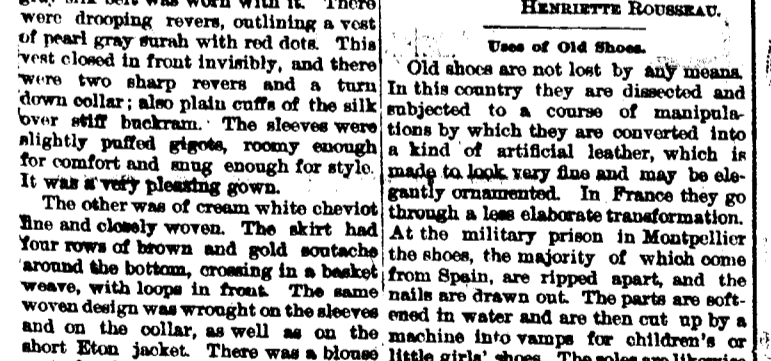 gray silk belt was worn with it. There
were drooping revers, outlining a vest
of pearl gray surah with red dots. This
vest closed in front invisibly, and there
were two sharp revers and a turn
down collar; also plain cuffs of the silk
over stiff buckram. The sleeves were
slightly puffed gigots, roomy enough
for comfort and snug enough for style.
It was a very pleasing gown.
The other was of cream white cheviot
fine and closely woven. The skirt had
four rows of brown and gold soutache
around the bottom, crossing in a basket
weave, with loops in front. The same
woven design was wrought on the sleeves
and on the collar, as well as on the
short Eton jacket. There was a blouse
HENRIETTE ROUSSEAU.
Uses of Old Shoes.
Old shoes are not lost by any means.
In this country they are dissected and
subjected to a course of manipula-
tions by which they are converted into
a kind of artificial leather, which is
made to look very fine and may be ele-
gantly ornamented. In France they go
through a less elaborate transformation.
At the military prison in Montpellier
the shoes, the majority of which come
from Spain, are ripped apart, and the
nails are drawn out. The parts are soft-
ened in water and are then cut up by a
machine into vamps for children's or
little girls' shoes. The soles are likewise